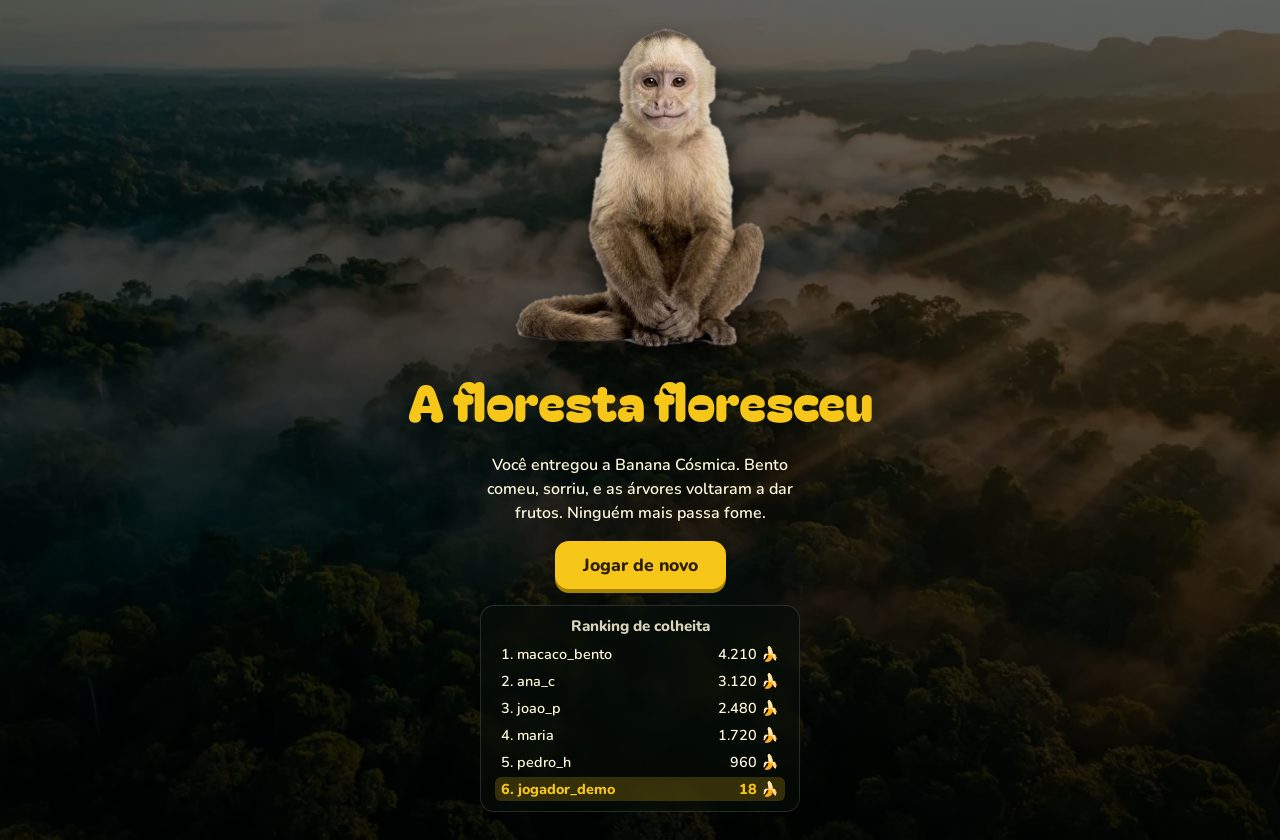 A floresta floresceu
Você entregou a Banana Cósmica. Bento
comeu, sorriu, e as árvores voltaram a dar
frutos. Ninguém mais passa fome.
Jogar de novo
Ranking de colheita
1. macaco_bento 4.210 🍌
2. ana_c 3.120 🍌
3. joao_p 2.480 🍌
4. maria 1.720 🍌
5. pedro_h 960 🍌
6. jogador_demo 18 🍌